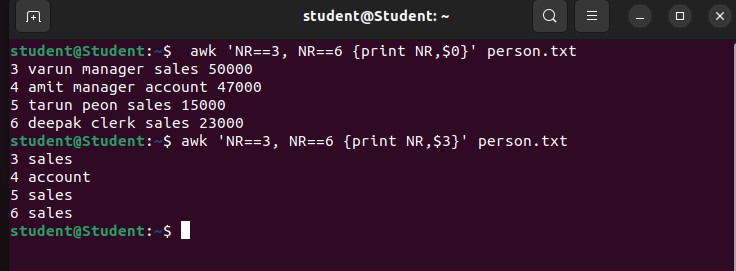 student@Student: ~
student@Student:~$  awk 'NR==3, NR==6 {print NR,$0}' person.txt
3 varun manager sales 50000
4 amit manager account 47000
5 tarun peon sales 15000
6 deepak clerk sales 23000
student@Student:~$ awk 'NR==3, NR==6 {print NR,$3}' person.txt
3 sales
4 account
5 sales
6 sales
student@Student:~$